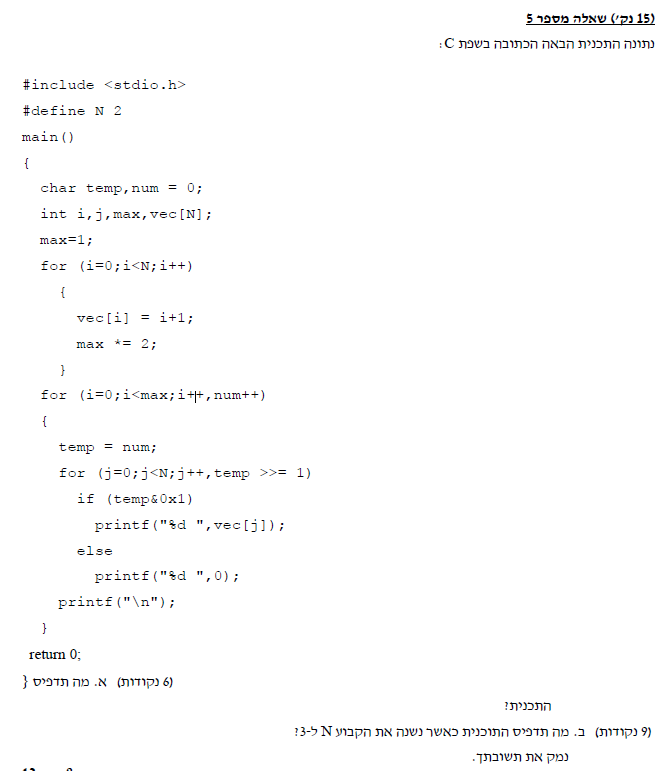 (15 נק') שאלה מספר 5
נתונה התכנית הבאה הכתובה בשפת C:
#include <stdio.h>
#define N 2
main()
{
char temp,num = 0;
int i,j,max,vec[N];
max=1;
for (i=0;i<N;i++)
{
vec[i] = i+1;
max *= 2;
}
for (i=0;i<max;i++,num++)
{
temp = num;
for (j=0;j<N;j++,temp >>= 1)
if (temp&0x1)
printf("%d ",vec[j]);
else
printf("%d ",0);
printf("\n");
}
return 0;
(6 נקודות) א. מה תדפיס }
התכנית?
(9 נקודות) ב. מה תדפיס התוכנית כאשר נשנה את הקבוע N ל-3?
נמק את תשובתך.